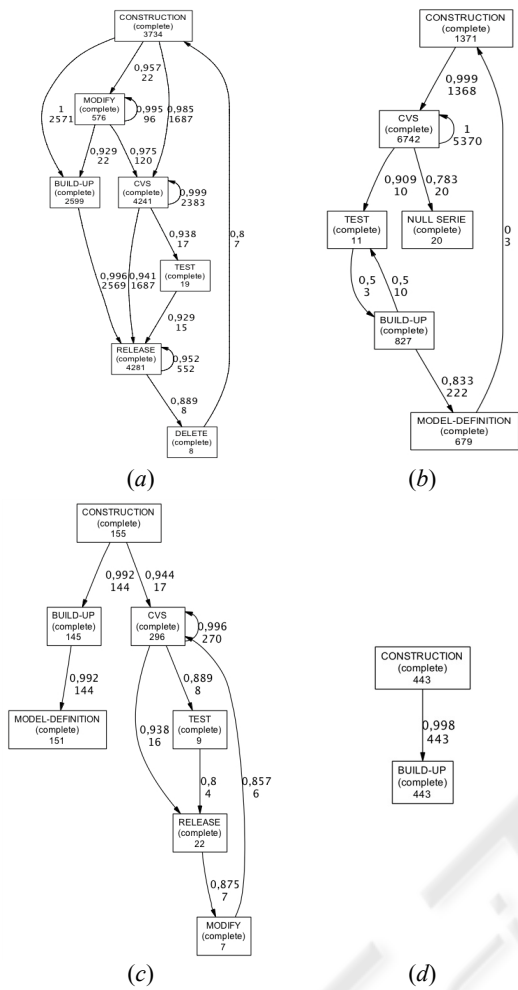 CONSTRUCTION
(complete)
3734
0,957
22
MODIFY
(complete)
576
0,995
96
0,985
1687
1
2571
0,929
22
0,975
120
BUILD-UP
(complete)
2599
CVS
(complete)
4241
0,999
2383
0,938
17
0,8
7
TEST
(complete)
19
0,996
2569
0,941
1687
0,929
15
RELEASE
(complete)
4281
0,952
552
0,889
8
DELETE
(complete)
8
(a)
CONSTRUCTION
(complete)
1371
0,999
1368
CVS
(complete)
6742
1
5370
0,909
10
0,783
20
TEST
(complete)
11
NULL SERIE
(complete)
20
0
3
0,5
3
0,5
10
BUILD-UP
(complete)
827
0,833
222
MODEL-DEFINITION
(complete)
679
(b)
CONSTRUCTION
(complete)
155
0,992
144
0,944
17
BUILD-UP
(complete)
145
CVS
(complete)
296
0,996
270
0,992
144
0,889
8
MODEL-DEFINITION
(complete)
151
TEST
(complete)
9
0,938
16
0,8
4
0,857
6
RELEASE
(complete)
22
0,875
7
MODIFY
(complete)
7
(c)
CONSTRUCTION
(complete)
443
0,998
443
BUILD-UP
(complete)
443
(d)